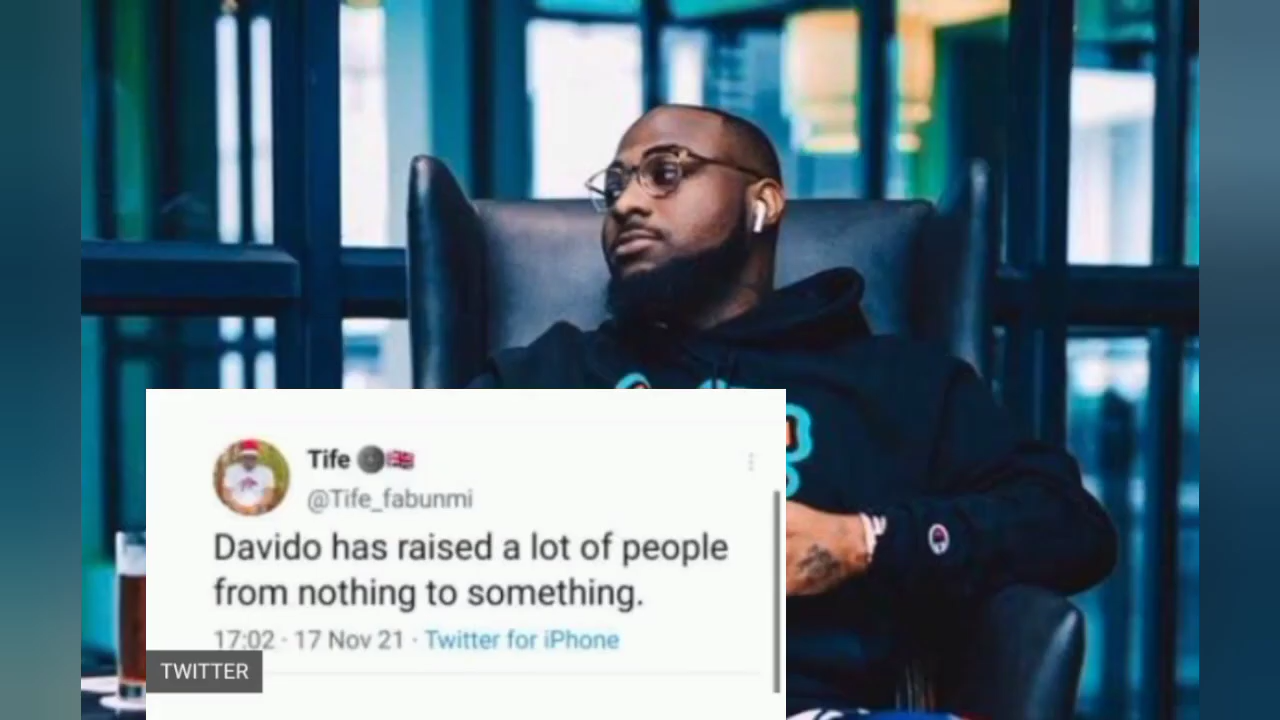 Tife
@Tife_fabunmi
Davido has raised a lot of people
from nothing to something.
17:02 · 17 Nov 21 · Twitter for iPhone
TWITTER